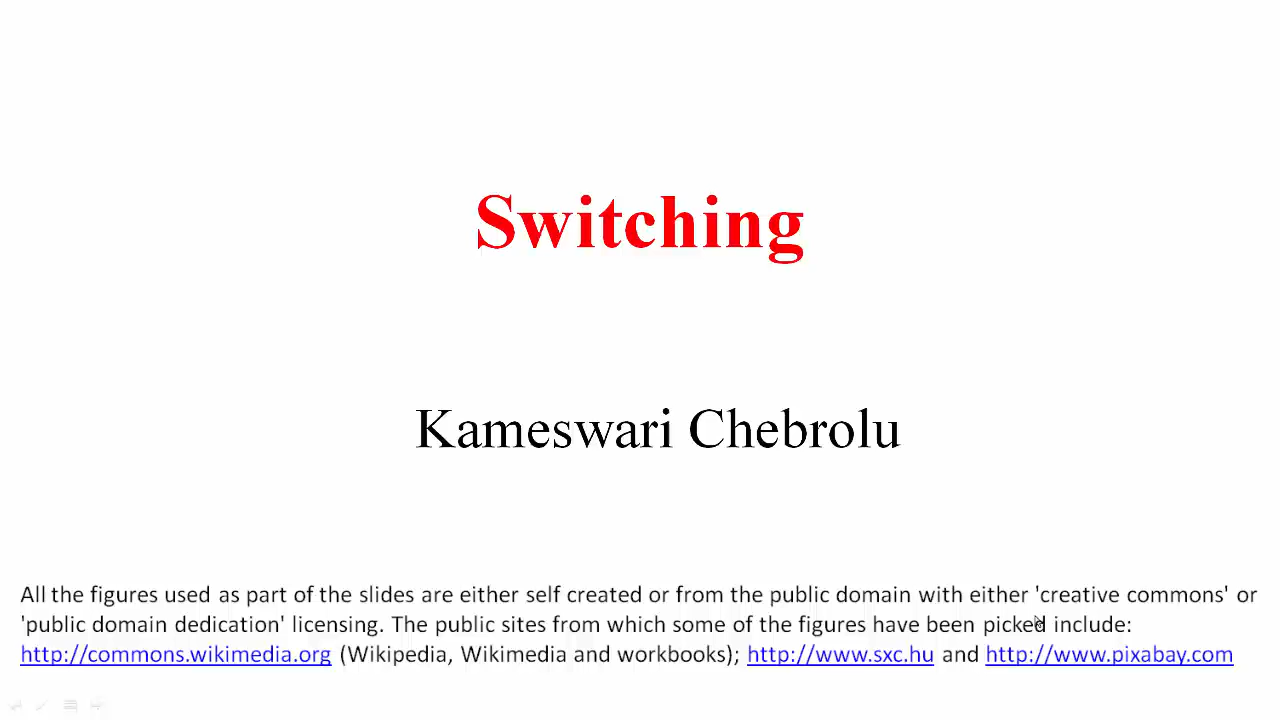 Switching
Kameswari Chebrolu
All the figures used as part of the slides are either self created or from the public domain with either 'creative commons' or
'public domain dedication' licensing. The public sites from which some of the figures have been picked include:
http://commons.wikimedia.org (Wikipedia, Wikimedia and workbooks); http://www.sxc.hu and http://www.pixabay.com